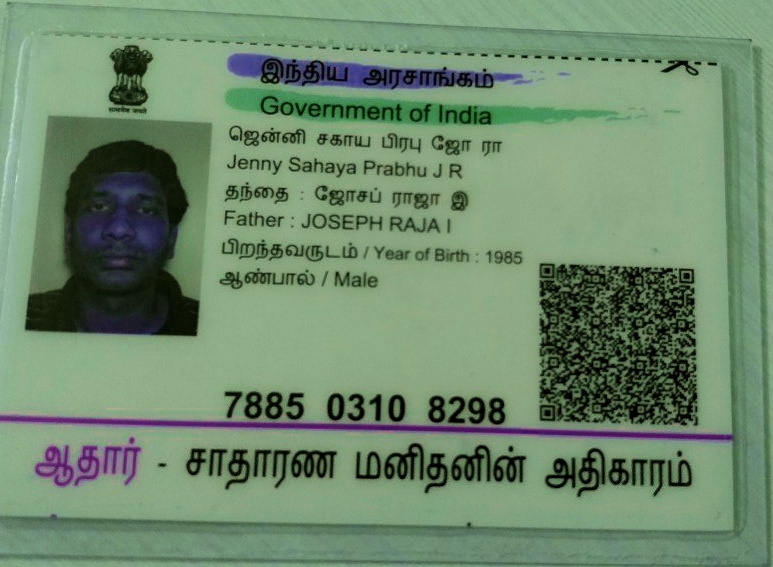 இந்திய அரசாங்கம்
Government of India
ஜென்னி சகாய பிரபு ஜோ ரா
Jenny Sahaya Prabhu J R
தந்தை : ஜோசப் ராஜா இ
Father : JOSEPH RAJA I
பிறந்தவருடம் / Year of Birth : 1985
ஆண்பால் / Male
7885 0310 8298
ஆதார் - சாதாரண மனிதனின் அதிகாரம்